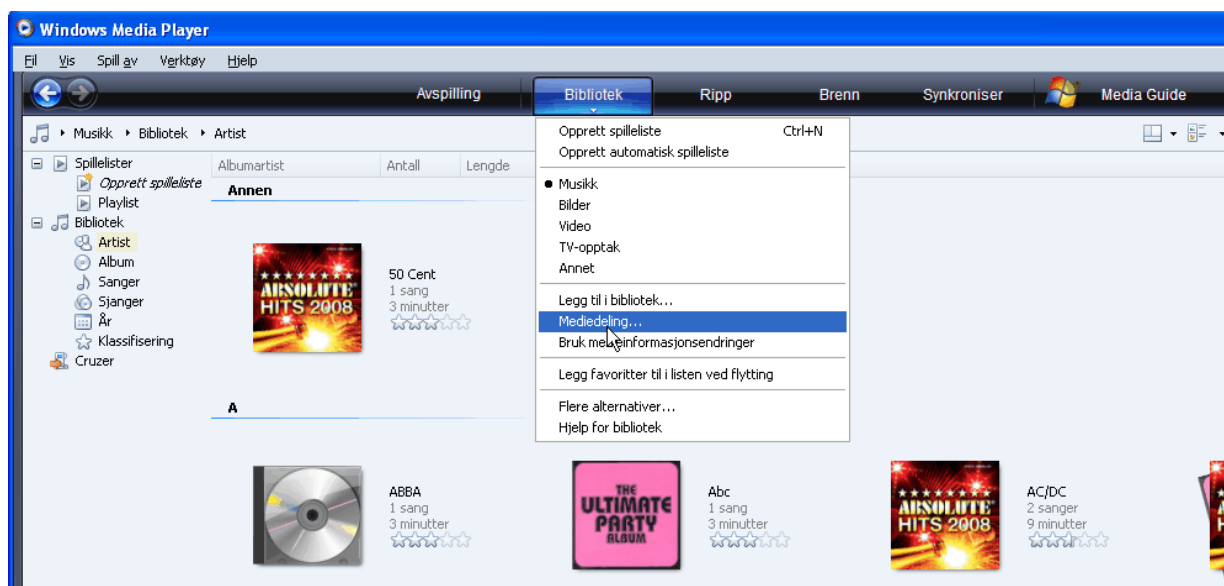 Windows Media Player
Fil Vis Spill av Verktøy Hjelp
Avspilling Bibliotek Ripp Brenn Synkroniser Media Guide
Musikk Bibliotek Artist
Spillelister
Opprett spilleliste
Playlist
Bibliotek
Artist
Album
Sanger
Sjanger
År
Klassifisering
Cruzer
Albumartist Antall Lengde
Annen
ABSOLUTE
HITS 2008
50 Cent
1 sang
3 minutter
A
Opprett spilleliste Ctrl+N
Opprett automatisk spilleliste
Musikk
Bilder
Video
TV-opptak
Annet
Legg til i bibliotek...
Mediedeling...
Bruk medieinformasjonsendringer
Legg favoritter til i listen ved flytting
Flere alternativer...
Hjelp for bibliotek
ABBA
1 sang
3 minutter
THE
ULTIMATE
PARTY
ALBUM
Abc
1 sang
3 minutter
ABSOLUTE
HITS 2008
AC/DC
2 sanger
9 minutter